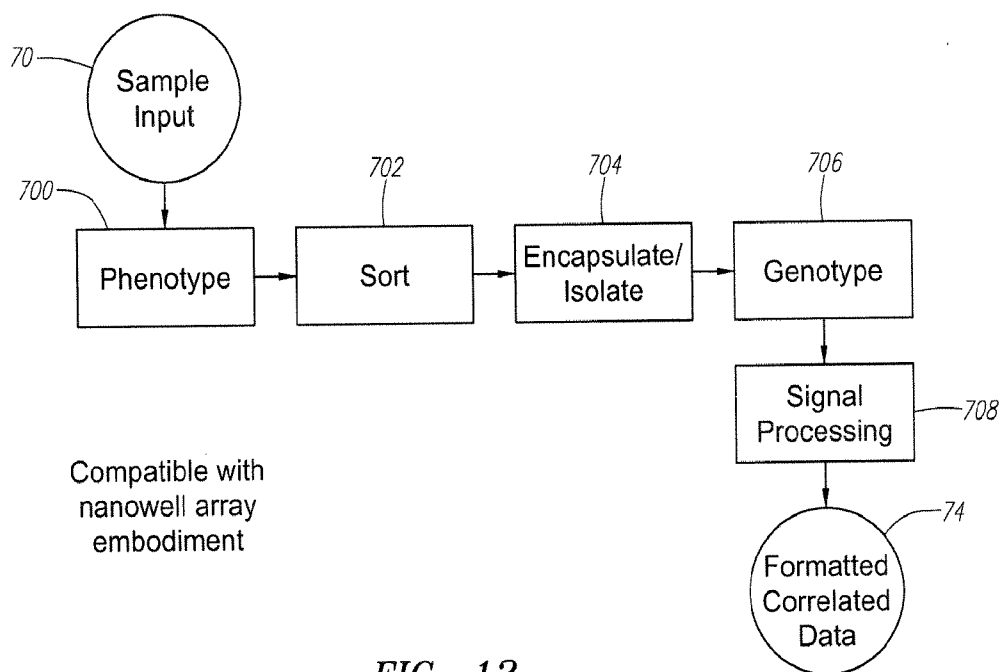 70
Sample
Input
700
Phenotype
702
Sort
704
Encapsulate/
Isolate
706
Genotype
Signal
Processing
708
Compatible with
nanowell array
embodiment
74
Formatted
Correlated
Data